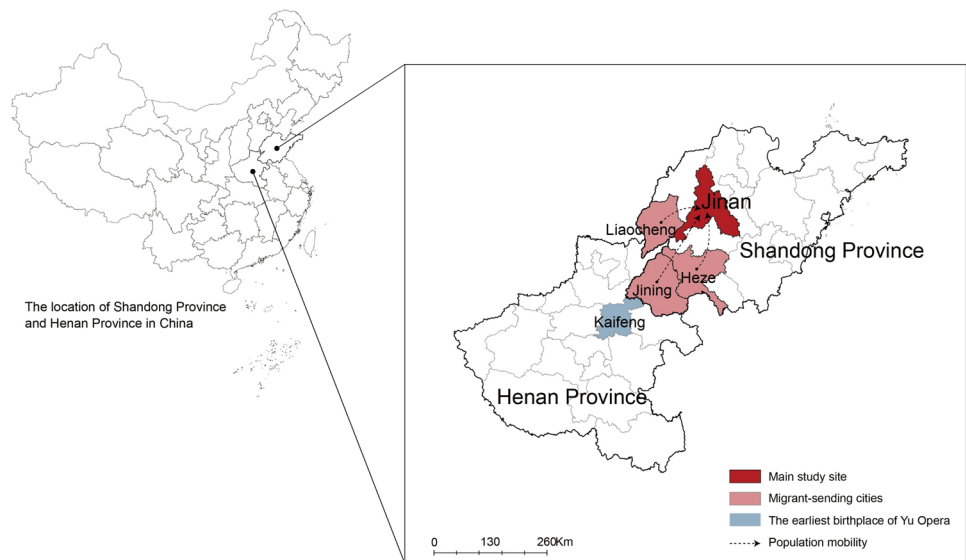 The location of Shandong Province
and Henan Province in China
Jinan
Liaocheng
Shandong Province
Heze
Jining
Kaifeng
Henan Province
Main study site
Migrant-sending cities
The earliest birthplace of Yu Opera
Population mobility
0 130 260Km